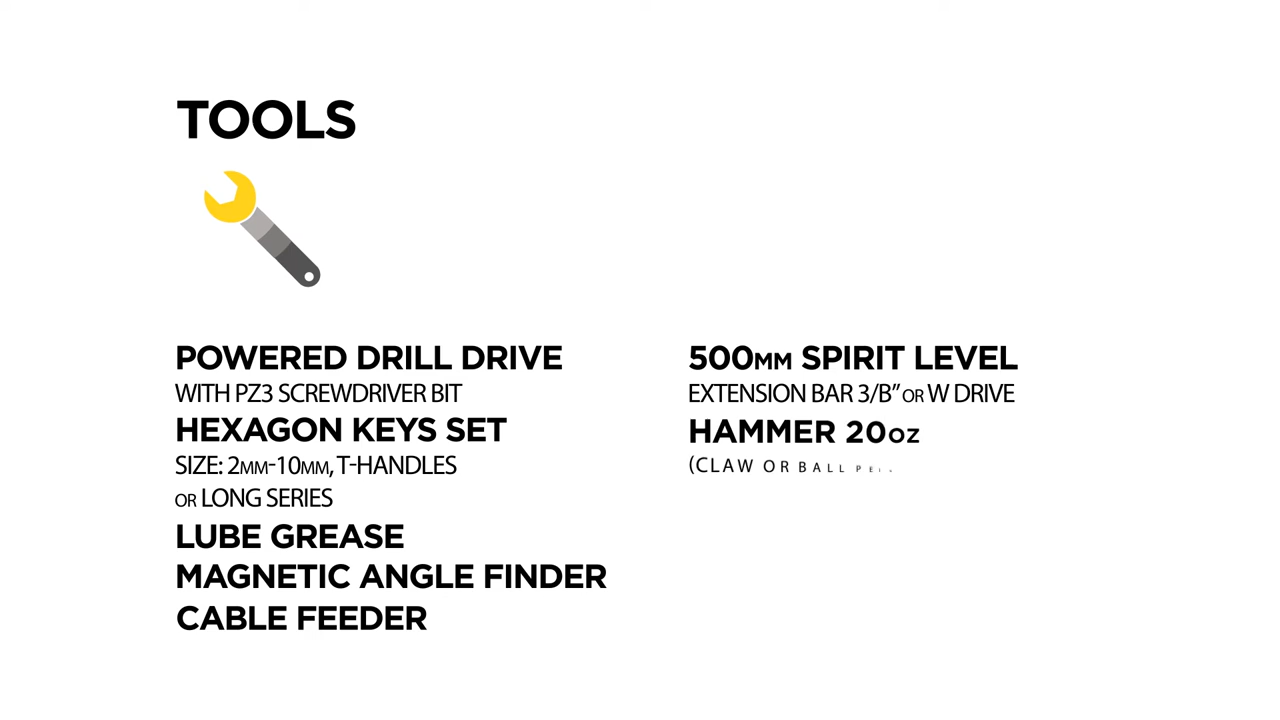 TOOLS
POWERED DRILL DRIVE
WITH PZ3 SCREWDRIVER BIT
HEXAGON KEYS SET
SIZE: 2MM-10MM, T-HANDLES
OR LONG SERIES
LUBE GREASE
MAGNETIC ANGLE FINDER
CABLE FEEDER
500MM SPIRIT LEVEL
EXTENSION BAR 3/B” OR W DRIVE
HAMMER 20OZ
(CLAW OR BALL